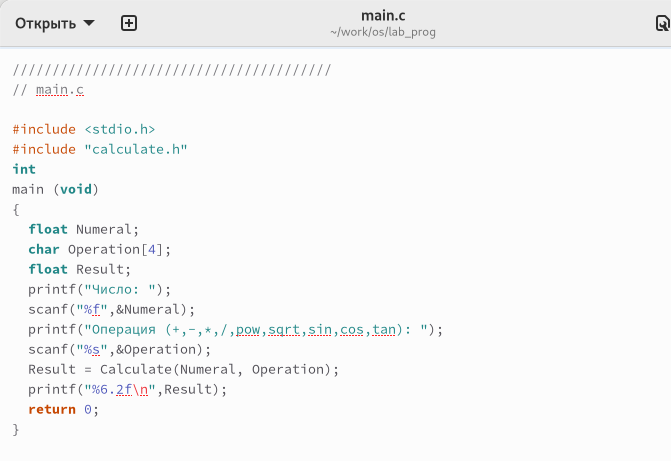 Открыть
main.c
~/work/os/lab_prog
////////////////////////////////////////
// main.c
#include <stdio.h>
#include "calculate.h"
int
main (void)
{
float Numeral;
char Operation[4];
float Result;
printf("Число: ");
scanf("%f",&Numeral);
printf("Операция (+,-,*,/,pow,sqrt,sin,cos,tan): ");
scanf("%s",&Operation);
Result = Calculate(Numeral, Operation);
printf("%6.2f\n",Result);
return 0;
}